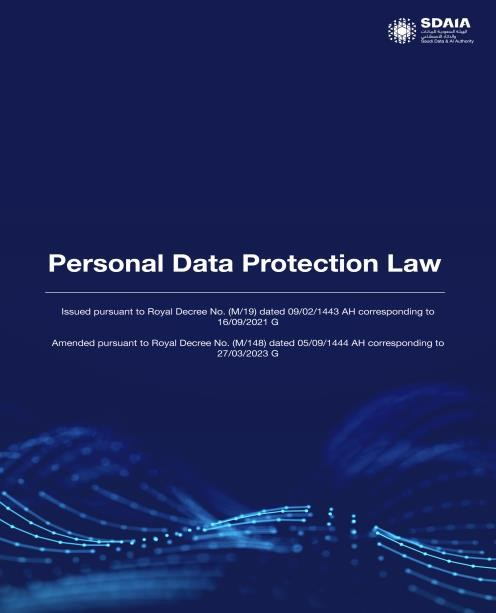 SDAIA
الهيئة السعودية للبيانات
والذكاء الاصطناعي
Saudi Data & AI Authority
Personal Data Protection Law
Issued pursuant to Royal Decree No. (M/19) dated 09/02/1443 AH corresponding to
16/09/2021 G
Amended pursuant to Royal Decree No. (M/148) dated 05/09/1444 AH corresponding to
27/03/2023 G